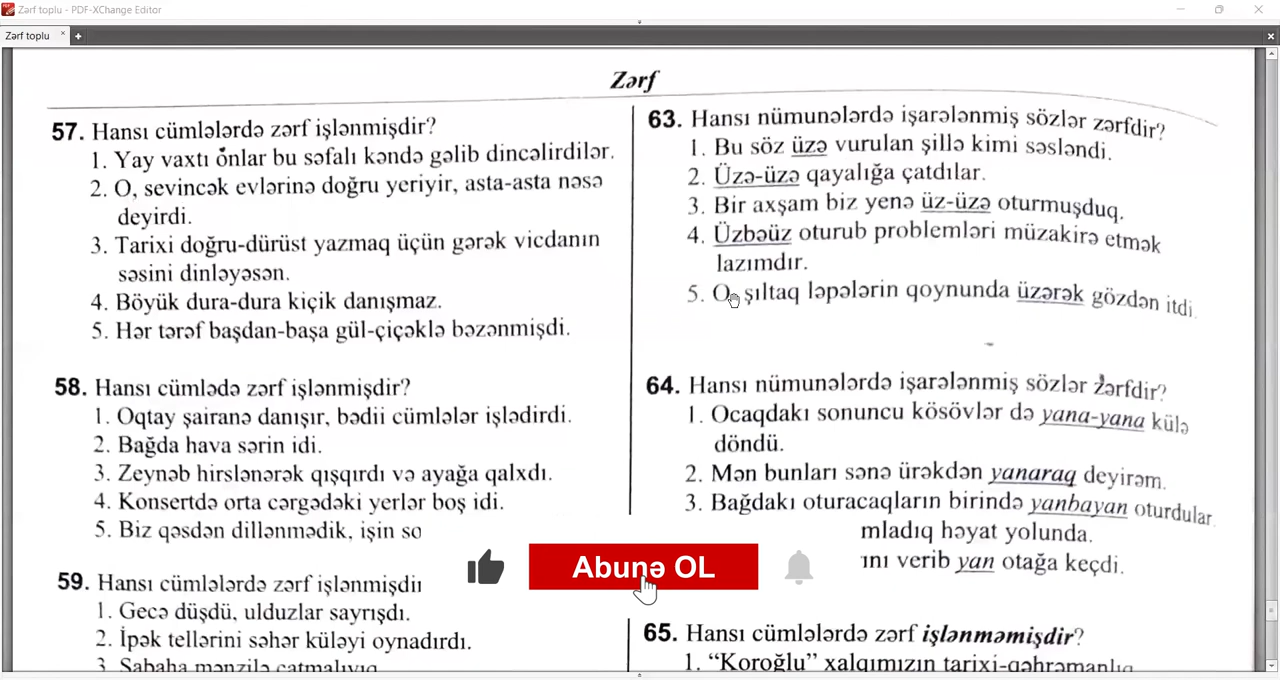 Zərf toplu - PDF-XChange Editor
Zərf toplu
Zərf
57. Hansı cümlələrdə zərf işlənmişdir?
1. Yay vaxtı onlar bu səfalı kəndə gəlib dincəlirdilər.
2. O, sevincək evlərinə doğru yeriyir, asta-asta nəsə
deyirdi.
3. Tarixi doğru-dürüst yazmaq üçün gərək vicdanın
səsini dinləyəsən.
4. Böyük dura-dura kiçik danışmaz.
5. Hər tərəf başdan-başa gül-çiçəklə bəzənmişdi.
58. Hansı cümlədə zərf işlənmişdir?
1. Oqtay şairanə danışır, bədii cümlələr işlədirdi.
2. Bağda hava sərin idi.
3. Zeynəb hirslənərək qışqırdı və ayağa qalxdı.
4. Konsertdə orta cərgədəki yerlər boş idi.
5. Biz qəsdən dillənmədik, işin so
59. Hansı cümlələrdə zərf işlənmişdir
1. Gecə düşdü, ulduzlar sayrışdı.
2. İpək tellərini səhər küləyi oynadırdı.
3. Sabaha mənzilə çatmalıyıq
63. Hansı nümunələrdə işarələnmiş sözlər zərfdir?
1. Bu söz üzə vurulan şillə kimi səsləndi.
2. Üzə-üzə qayalığa çatdılar.
3. Bir axşam biz yenə üz-üzə oturmuşduq.
4. Üzbəüz oturub problemləri müzakirə etmək
lazımdır.
5. O, şıltaq ləpələrin qoynunda üzərək gözdən itdi.
64. Hansı nümunələrdə işarələnmiş sözlər zərfdir?
1. Ocaqdakı sonuncu kösövlər də yana-yana külə
döndü.
2. Mən bunları sənə ürəkdən yanaraq deyirəm.
3. Bağdakı oturacaqların birində yanbayan oturdular.
mladıq həyat yolunda.
ını verib yan otağa keçdi.
65. Hansı cümlələrdə zərf işlənməmişdir?
1. “Koroğlu” xalqımızın tarixi-qəhrəmanlıq
Abunə OL